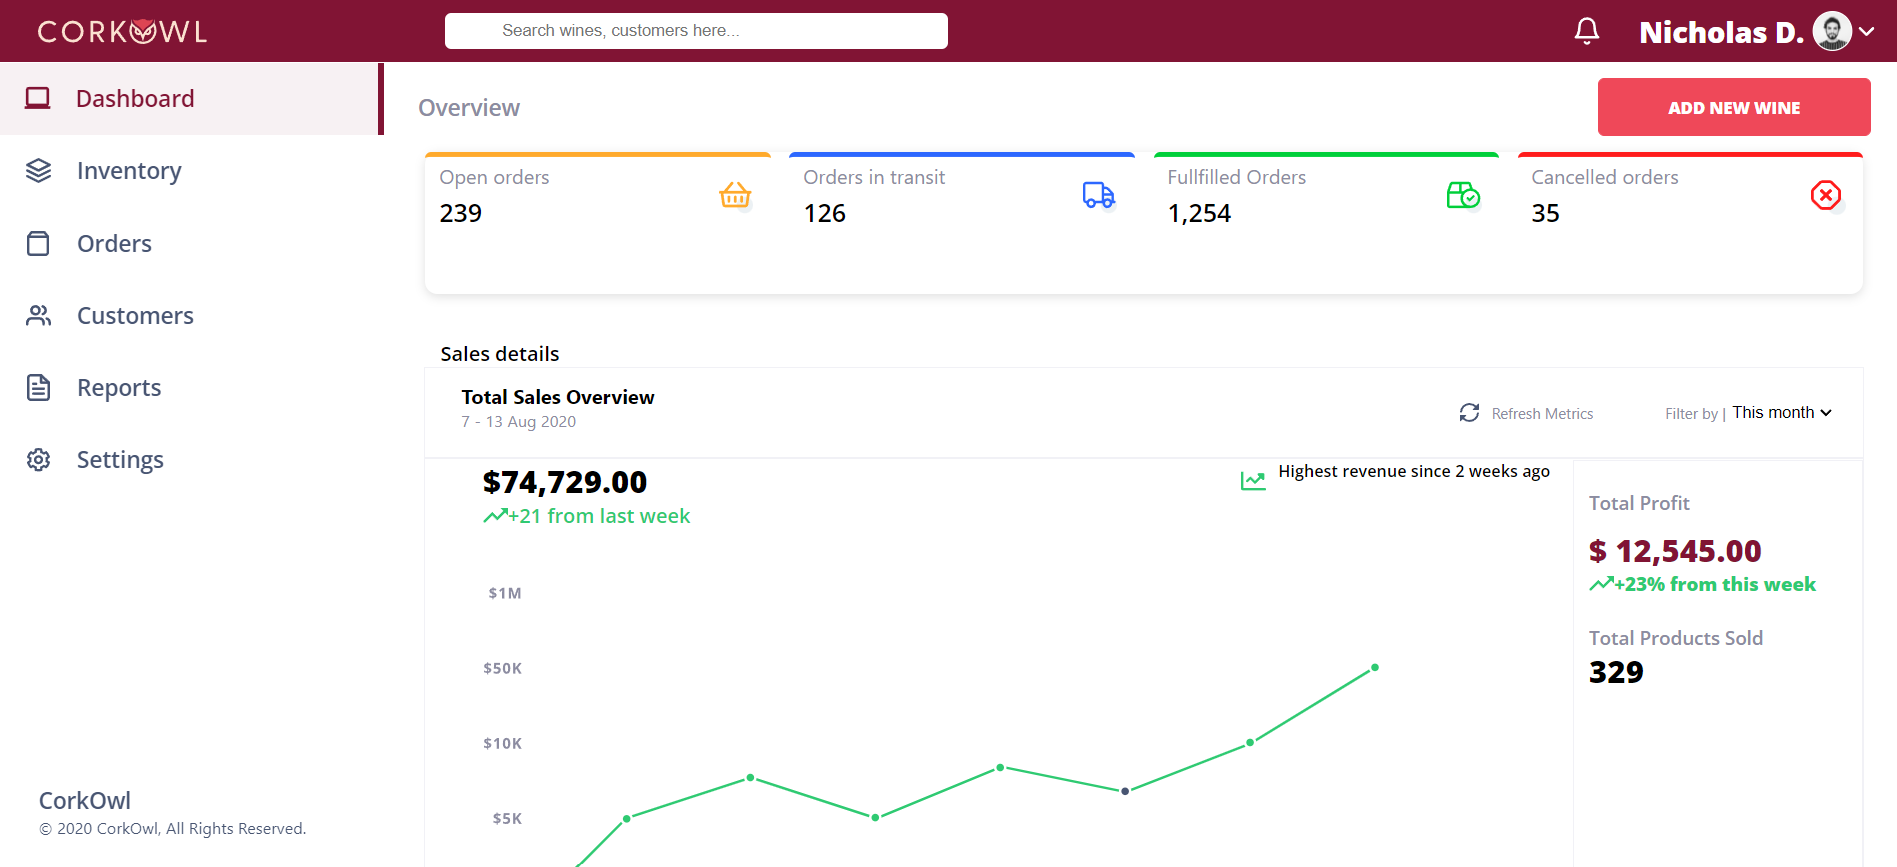 CORKOWL
Search wines, customers here...
Nicholas D.
Dashboard
Inventory
Orders
Customers
Reports
Settings
CorkOwl
© 2020 CorkOwl, All Rights Reserved.
Overview
ADD NEW WINE
Open orders
239
Orders in transit
126
Fullfilled Orders
1,254
Cancelled orders
35
Sales details
Total Sales Overview
7 - 13 Aug 2020
Refresh Metrics
Filter by | This month
$74,729.00
+21 from last week
Highest revenue since 2 weeks ago
$1M
$50K
$10K
$5K
Total Profit
$ 12,545.00
+23% from this week
Total Products Sold
329